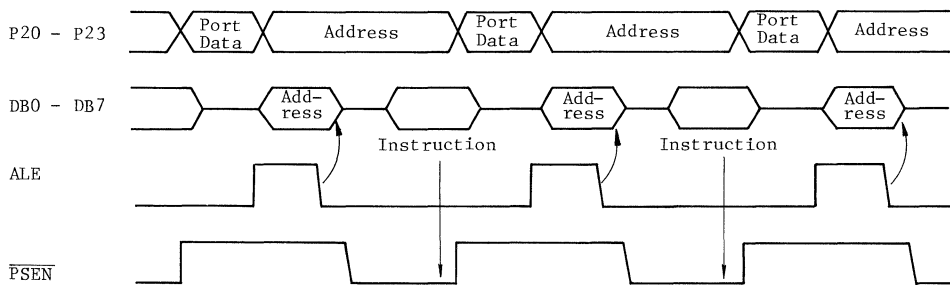 P20 - P23
Port
Data
Address
Port
Data
Address
Port
Data
Address
DB0 - DB7
Add-
ress
Add-
ress
Add-
ress
Instruction
Instruction
ALE
PSEN